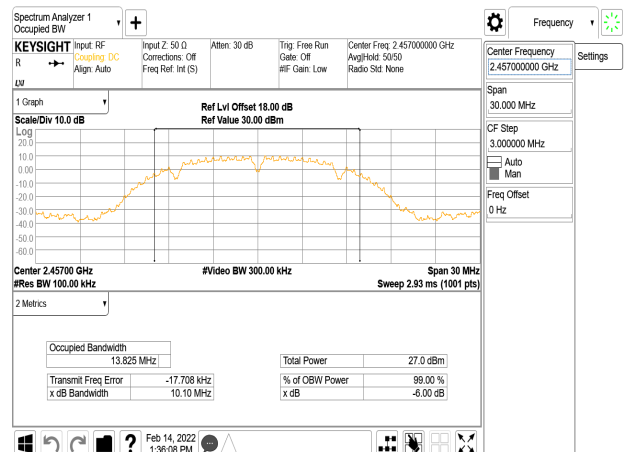 Spectrum Analyzer 1
Occupied BW
Frequency
KEYSIGHT
R
Input: RF
Coupling: DC
Align: Auto
Input Z: 50 Ω
Corrections: Off
Freq Ref: Int (S)
Atten: 30 dB
Trig: Free Run
Gate: Off
#IF Gain: Low
Center Freq: 2.457000000 GHz
Avg|Hold: 50/50
Radio Std: None
Center Frequency
2.457000000 GHz
Settings
Span
30.000 MHz
CF Step
3.000000 MHz
Auto
Man
Freq Offset
0 Hz
1 Graph
Scale/Div 10.0 dB
Ref Lvl Offset 18.00 dB
Ref Value 30.00 dBm
Log
20.0
10.0
0.00
-10.0
-20.0
-30.0
-40.0
-50.0
-60.0
Center 2.45700 GHz
#Res BW 100.00 kHz
#Video BW 300.00 kHz
Span 30 MHz
Sweep 2.93 ms (1001 pts)
2 Metrics
Occupied Bandwidth
13.825 MHz
Total Power 27.0 dBm
Transmit Freq Error -17.708 kHz
% of OBW Power 99.00 %
x dB Bandwidth 10.10 MHz
x dB -6.00 dB
?
Feb 14, 2022
1:36:08 PM